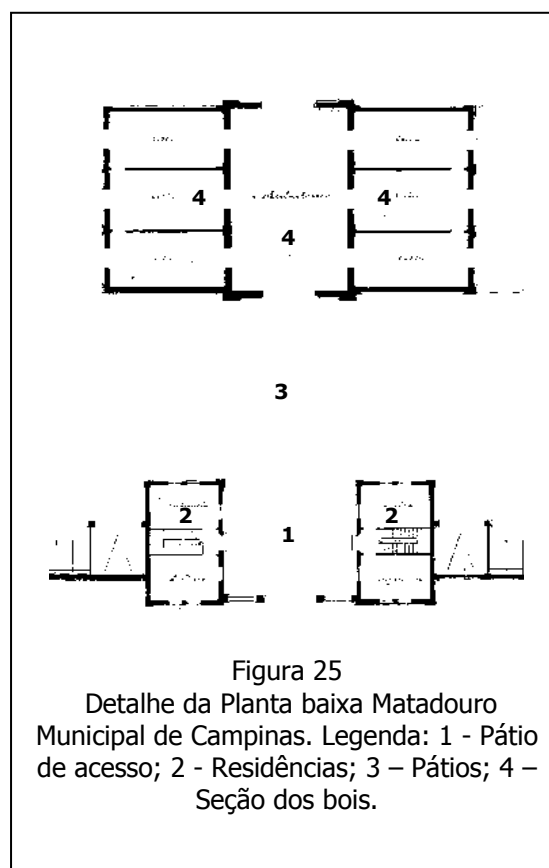 4
4
4
3
2
2
1
Figura 25
Detalhe da Planta baixa Matadouro
Municipal de Campinas. Legenda: 1 - Pátio
de acesso; 2 - Residências; 3 – Pátios; 4 –
Seção dos bois.